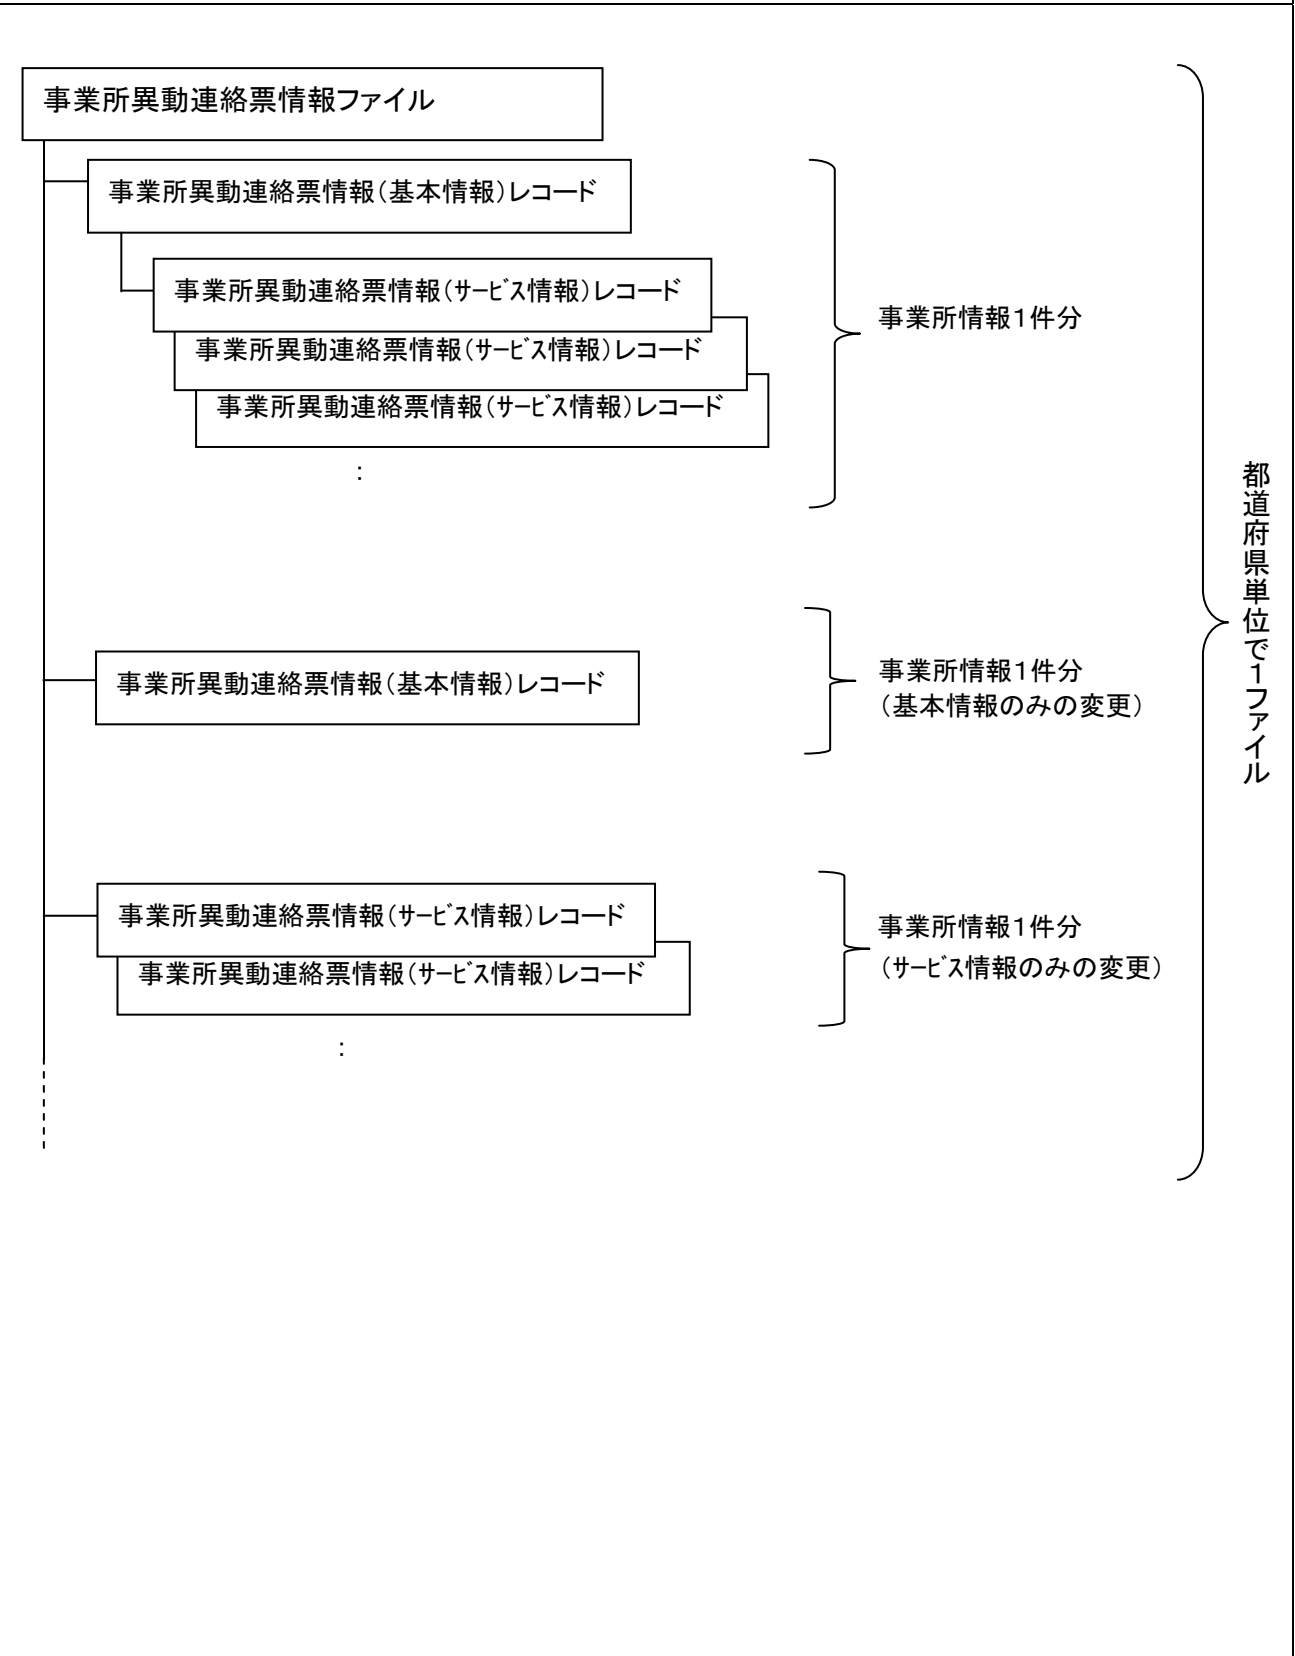 事業所異動連絡票情報ファイル
事業所異動連絡票情報（基本情報）レコード
事業所異動連絡票情報（ｻｰﾋﾞｽ情報）レコード
事業所異動連絡票情報（ｻｰﾋﾞｽ情報）レコード
事業所異動連絡票情報（ｻｰﾋﾞｽ情報）レコード
：
事業所情報１件分
事業所異動連絡票情報（基本情報）レコード
事業所情報１件分
（基本情報のみの変更）
事業所異動連絡票情報（ｻｰﾋﾞｽ情報）レコード
事業所異動連絡票情報（ｻｰﾋﾞｽ情報）レコード
：
事業所情報１件分
（ｻｰﾋﾞｽ情報のみの変更）
都道府県単位で１ファイル